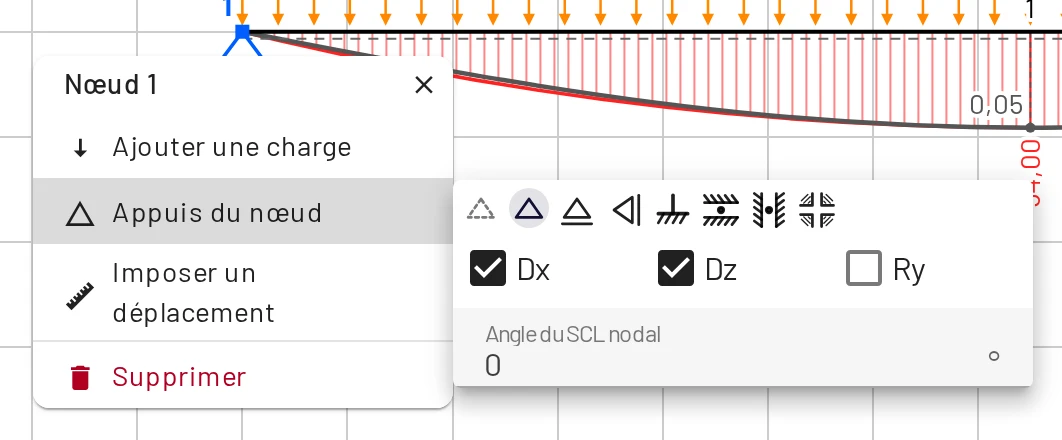 1
1
Nœud 1
Ajouter une charge
0,05
Appuis du nœud
Imposer un
déplacement
Dx
Dz
Ry
Angle du SCL nodal
0
°
Supprimer